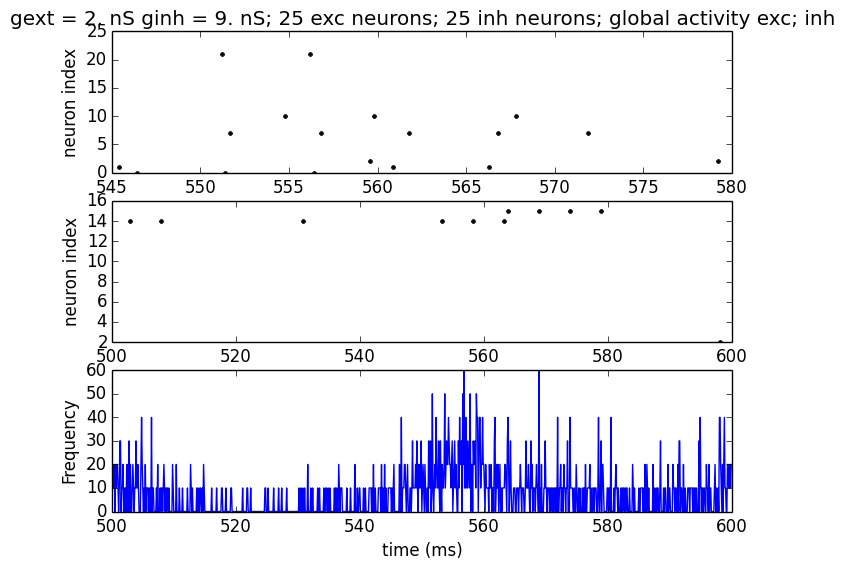 gext = 2. nS ginh = 9. nS; 25 exc neurons; 25 inh neurons; global activity exc; inh
25
20
15
10
5
0
neuron index
545 550 555 560 565 570 575 580
16
14
12
10
8
6
4
2
neuron index
500 520 540 560 580 600
60
50
40
30
20
10
0
Frequency
500 520 540 560 580 600
time (ms)